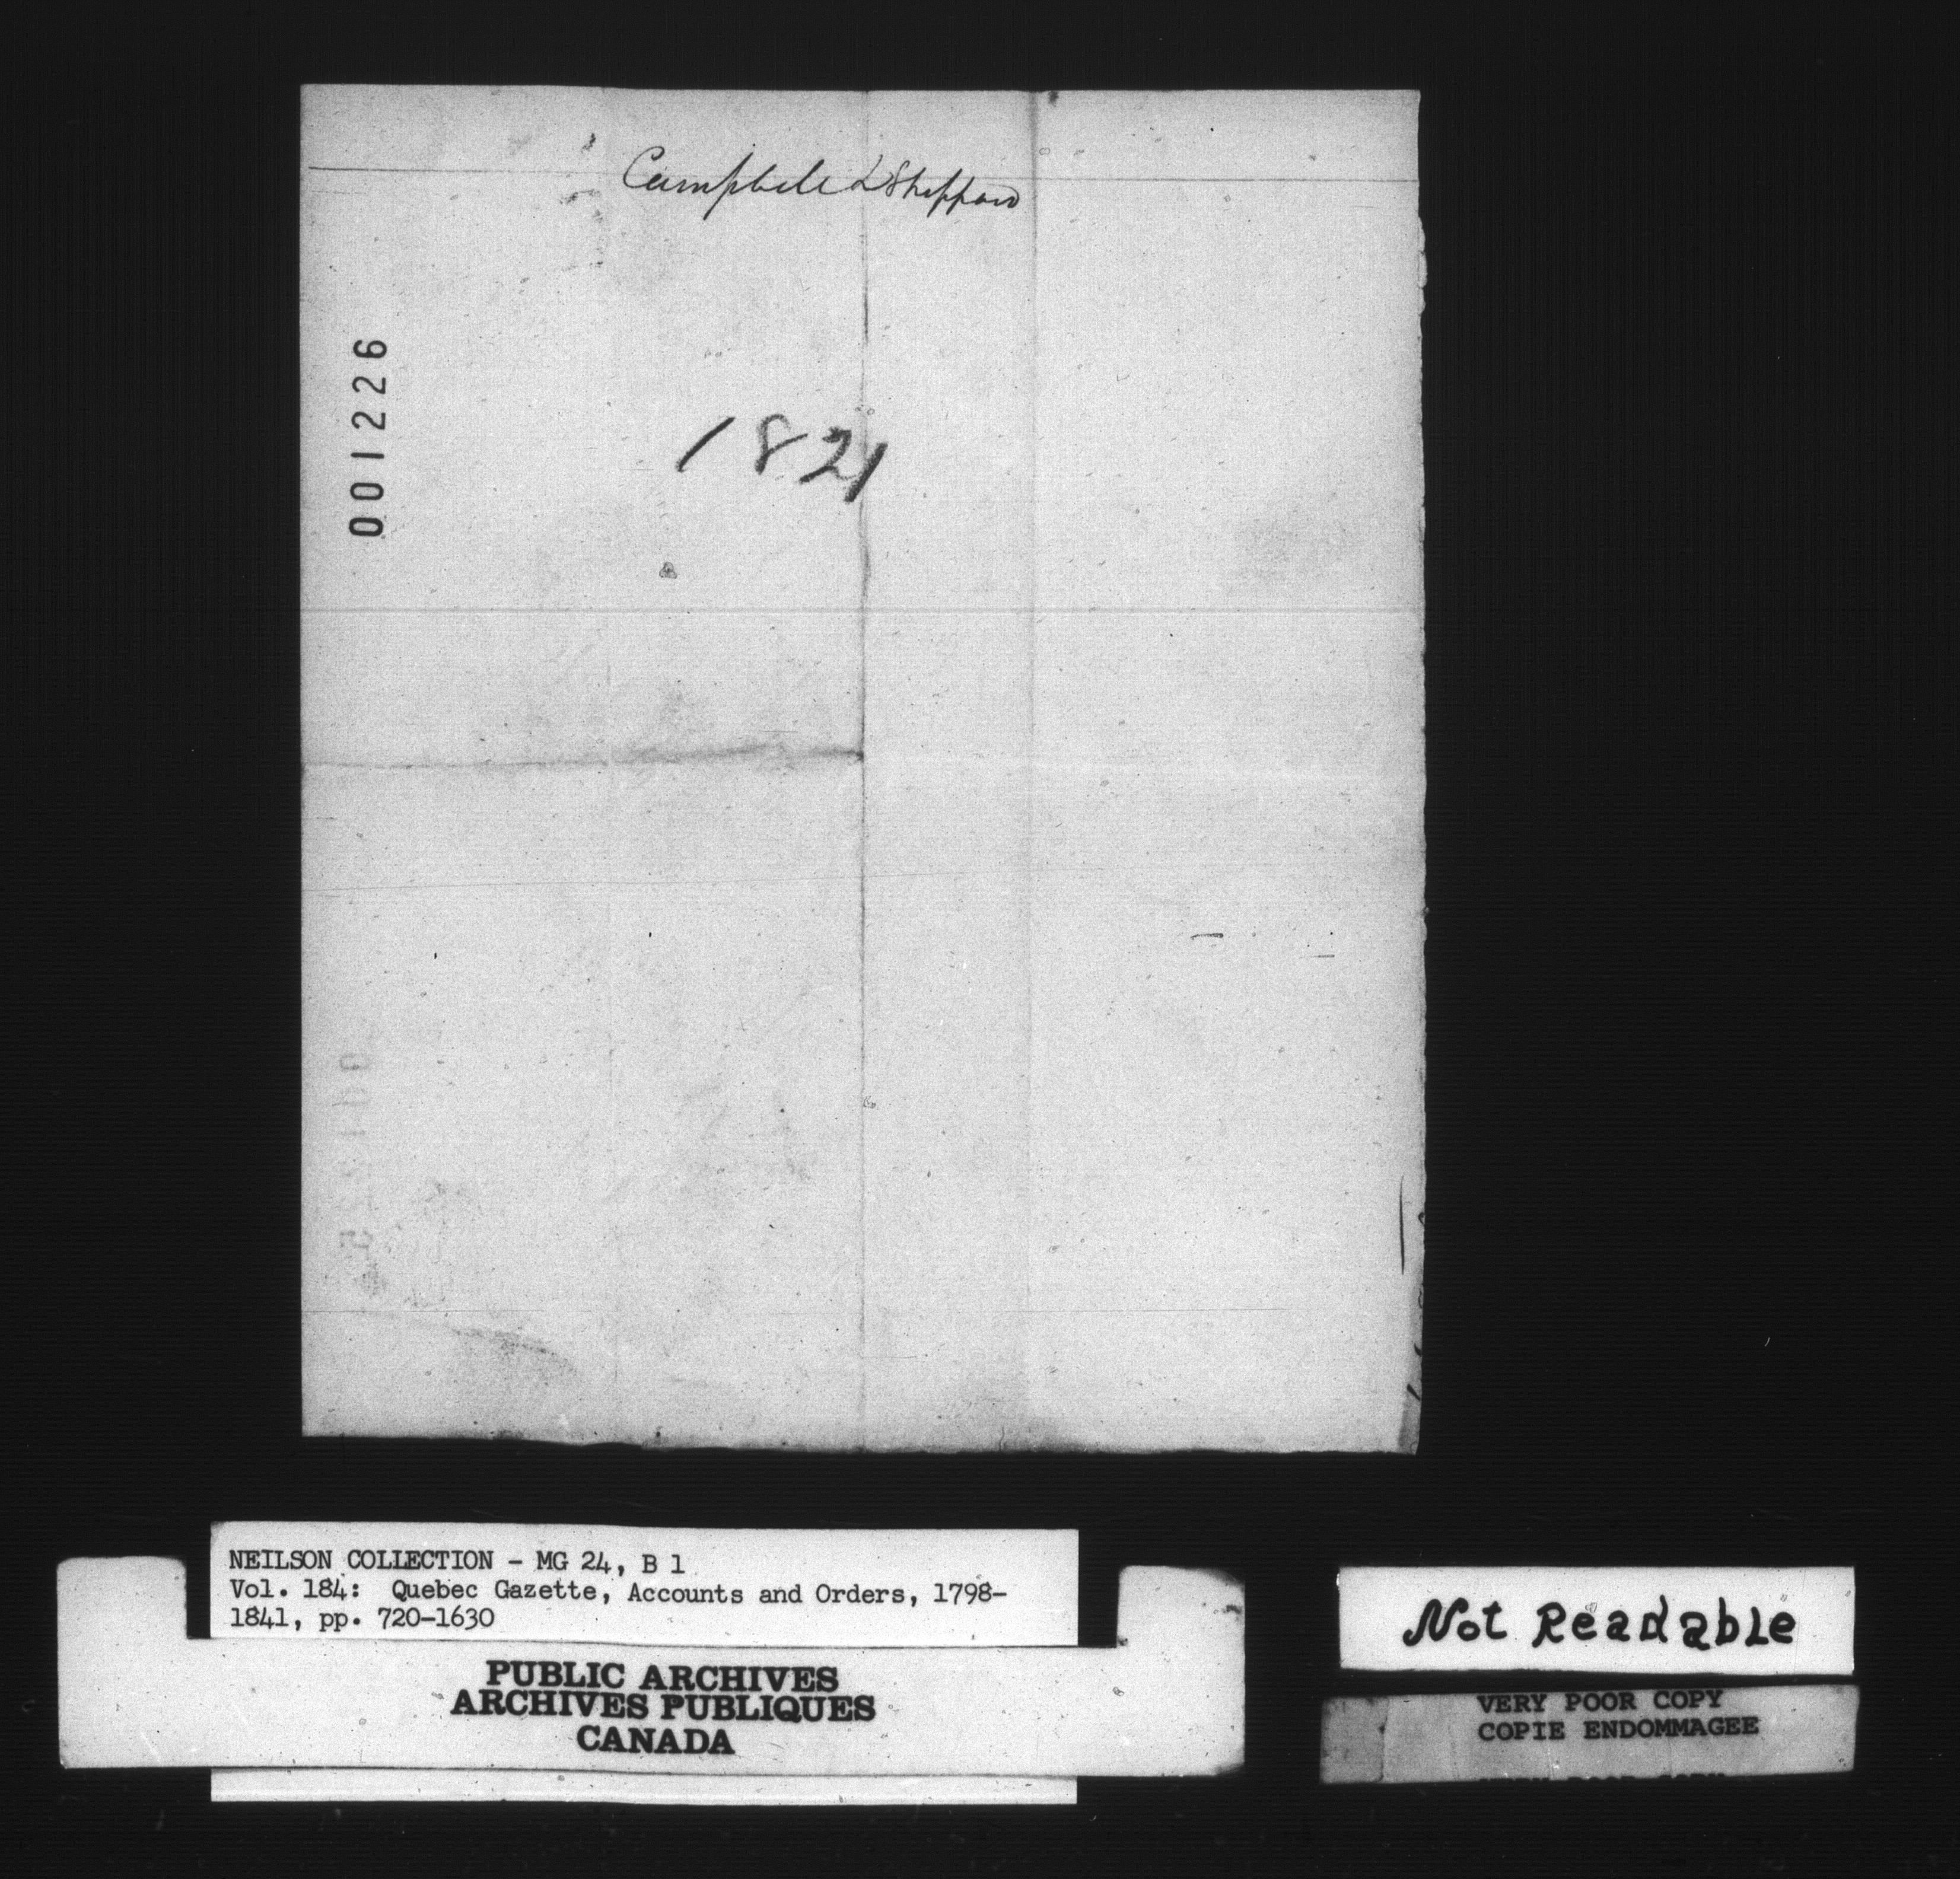 Campbell & Sheppard
001226
1821
NEILSON COLLECTION - MG 24, B 1
Vol. 184: Quebec Gazette, Accounts and Orders, 1798-
1841, pp. 720-1630
PUBLIC ARCHIVES
ARCHIVES PUBLIQUES
CANADA
Not Readable
VERY POOR COPY
COPIE ENDOMMAGEE